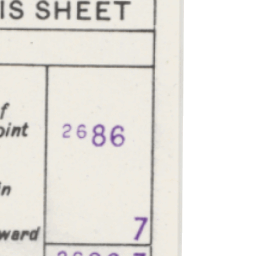 IS SHEET
f
oint 2686
in
ward 7